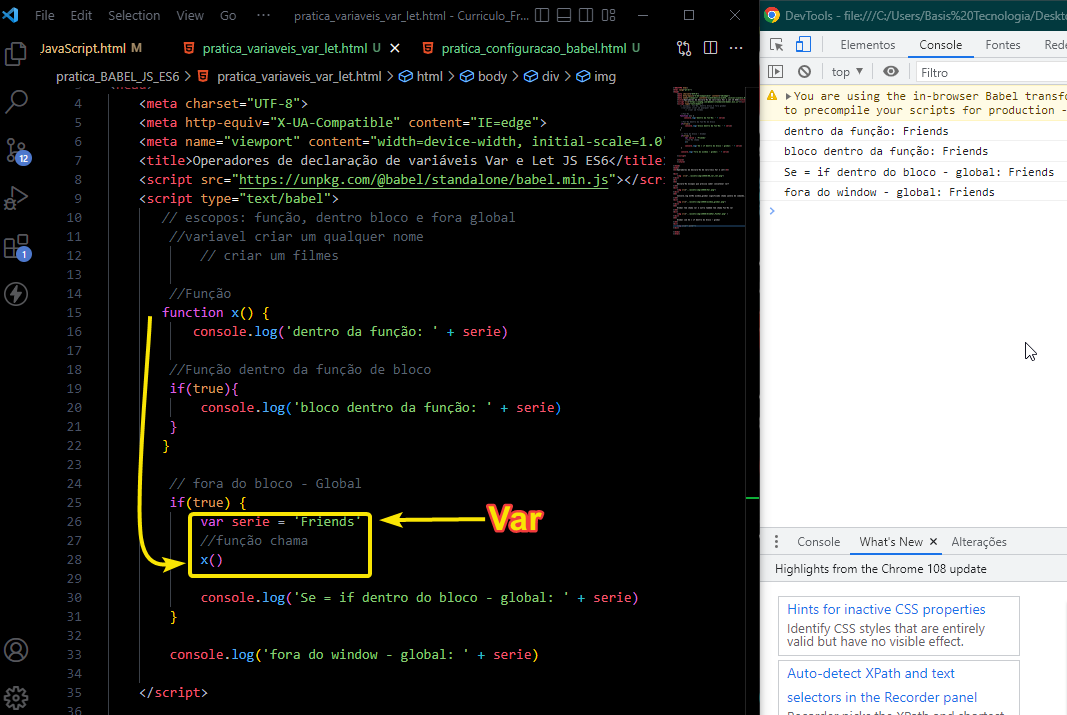 File Edit Selection View Go ··· pratica_variaveis_var_let.html - Curriculo_Fr...
JavaScript.html M pratica_variaveis_var_let.html U pratica_configuracao_babel.html U
pratica_BABEL_JS_ES6 > pratica_variaveis_var_let.html > html > body > div > img
4 <meta charset="UTF-8">
5 <meta http-equiv="X-UA-Compatible" content="IE=edge">
6 <meta name="viewport" content="width=device-width, initial-scale=1.0"
7 <title>Operadores de declaração de variáveis Var e Let JS ES6</title>
8 <script src="https://unpkg.com/@babel/standalone/babel.min.js"></scri
9 <script type="text/babel">
10 // escopos: função, dentro bloco e fora global
11 //variavel criar um qualquer nome
12 // criar um filmes
13
14 //Função
15 function x() {
16 console.log('dentro da função: ' + serie)
17
18 //Função dentro da função de bloco
19 if(true){
20 console.log('bloco dentro da função: ' + serie)
21 }
22 }
23
24 // fora do bloco - Global
25 if(true) {
26 var serie = 'Friends'
27 //função chama
28 x()
29
30 console.log('Se = if dentro do bloco - global: ' + serie)
31 }
32
33 console.log('fora do window - global: ' + serie)
34
35 </script>
36
Var
12
1
DevTools - file:///C:/Users/Basis%20Tecnologia/Deskto
Elementos Console Fontes Rede
top Filtro
You are using the in-browser Babel transfo
to precompile your scripts for production -
dentro da função: Friends
bloco dentro da função: Friends
Se = if dentro do bloco - global: Friends
fora do window - global: Friends
Console What's New Alterações
Highlights from the Chrome 108 update
Hints for inactive CSS properties
Identify CSS styles that are entirely
valid but have no visible effect.
Auto-detect XPath and text
selectors in the Recorder panel